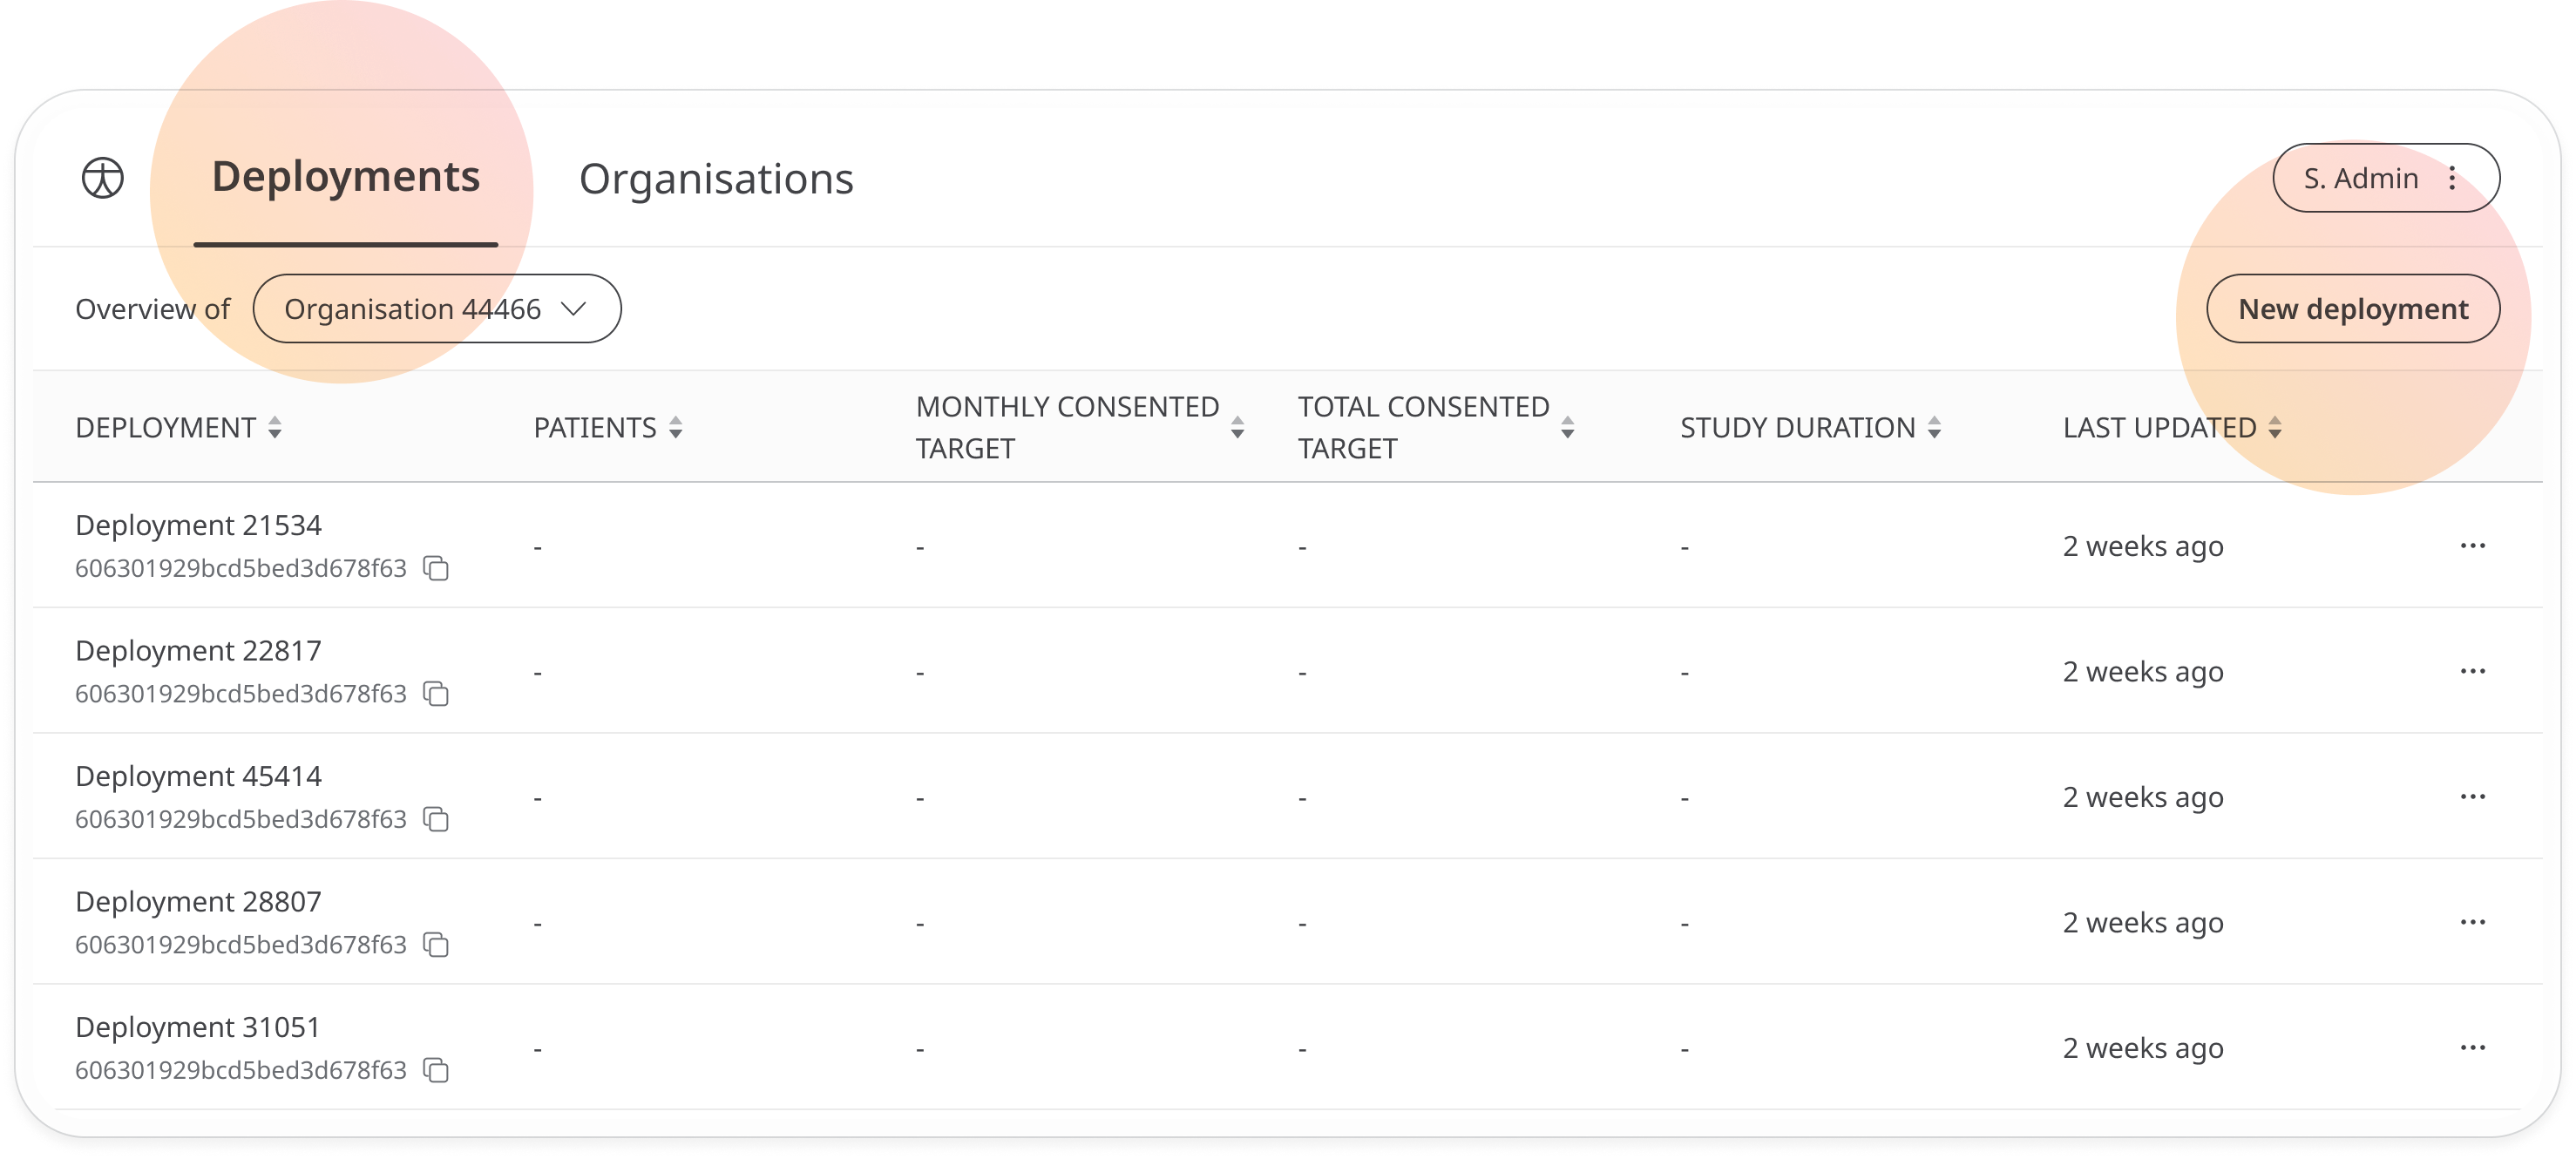 Deployments
Organisations
S. Admin
Overview of
Organisation 44466
New deployment
DEPLOYMENT
PATIENTS
MONTHLY CONSENTED
TARGET
TOTAL CONSENTED
TARGET
STUDY DURATION
LAST UPDATED
Deployment 21534
606301929bcd5bed3d678f63
-
-
-
-
2 weeks ago
Deployment 22817
606301929bcd5bed3d678f63
-
-
-
-
2 weeks ago
Deployment 45414
606301929bcd5bed3d678f63
-
-
-
-
2 weeks ago
Deployment 28807
606301929bcd5bed3d678f63
-
-
-
-
2 weeks ago
Deployment 31051
606301929bcd5bed3d678f63
-
-
-
-
2 weeks ago